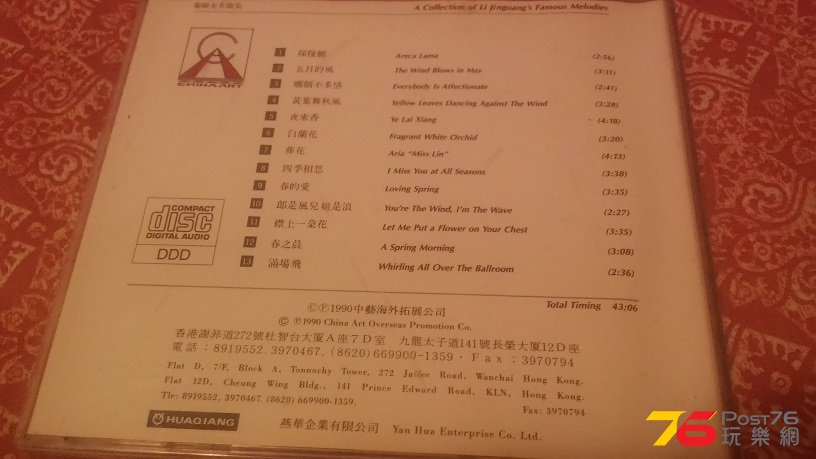 黎錦光名曲集 A Collection of Li Jinguang's Famous Melodies
CHINA ART
1 採檳榔 Areca Lama (2:56)
2 五月的風 The Wind Blows in May (3:11)
3 哪個不多情 Everybody Is Affectionate (2:41)
4 黃葉舞秋風 Yellow Leaves Dancing Against The Wind (3:28)
5 夜來香 Ye Lai Xiang (4:18)
6 白蘭花 Fragrant White Orchid (3:20)
7 葬花 Aria "Miss Lin" (4:13)
8 四季相思 I Miss You at All Seasons (3:38)
9 春的愛 Loving Spring (3:35)
10 郎是風兒姐是浪 You're The Wind, I'm The Wave (2:27)
11 襟上一朵花 Let Me Put a Flower on Your Chest (3:35)
12 春之晨 A Spring Morning (3:08)
13 滿場飛 Whirling All Over The Ballroom (2:36)
COMPACT
disc
DIGITAL AUDIO
DDD
Total Timing 43:06
©℗1990中藝海外拓展公司
©℗1990 China Art Overseas Promotion Co.
香港謝菲道272號杜智台大廈A座7D室 九龍太子道141號長榮大厦12D座
電話：8919552.3970467.(8620)669900-1359·Fax：3970794
Flat D, 7/F, Block A, Tonnochy Tower, 272 Jaffee Road, Wanchai Hong Kong.
Flat 12D, Cheung Wing Bldg., 141 Prince Edward Road, KLN, Hong Kong.
Tle: 8919552, 3970467. (8620) 669900-1359. Fax: 3970794
HUAQIANG 燕華企業有限公司 Yan Hua Enterprise Co. Ltd.
76 POST76
玩樂網